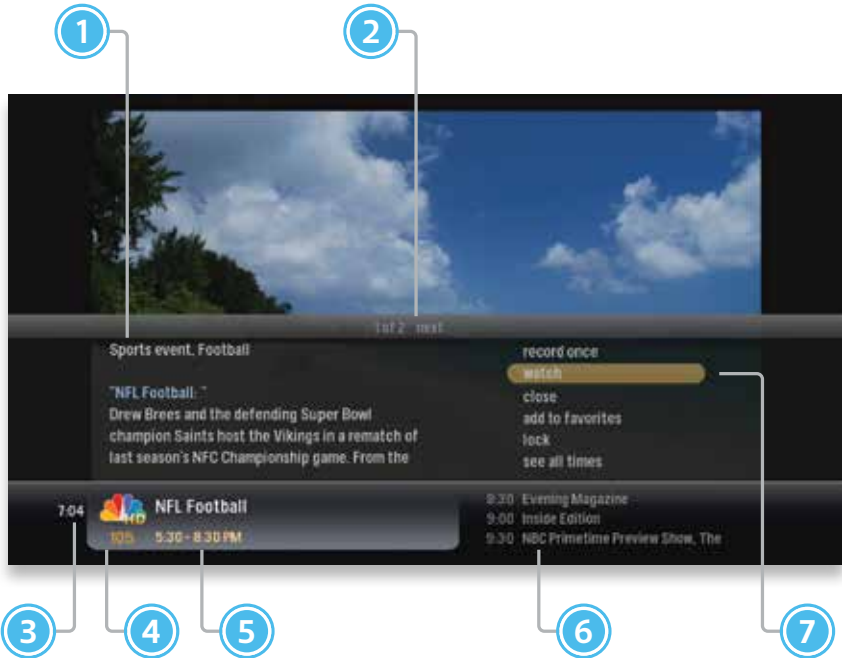 1
2
1 of 2 next
Sports event, Football
"NFL Football: "
Drew Brees and the defending Super Bowl
champion Saints host the Vikings in a rematch of
last season's NFC Championship game. From the
record once
watch
close
add to favorites
lock
see all times
7:04
HD
NFL Football
105
5:30 - 8:30 PM
8:30 Evening Magazine
9:00 Inside Edition
9:30 NBC Primetime Preview Show, The
3
4
5
6
7